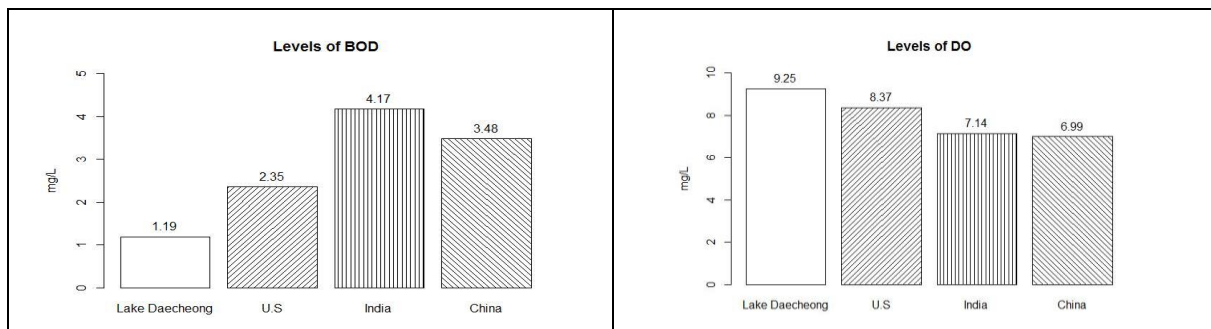 Levels of BOD
mg/L
5
4
3
2
1
0
1.19
2.35
4.17
3.48
Lake Daecheong
U.S
India
China
Levels of DO
mg/L
10
8
6
4
2
0
9.25
8.37
7.14
6.99
Lake Daecheong
U.S
India
China